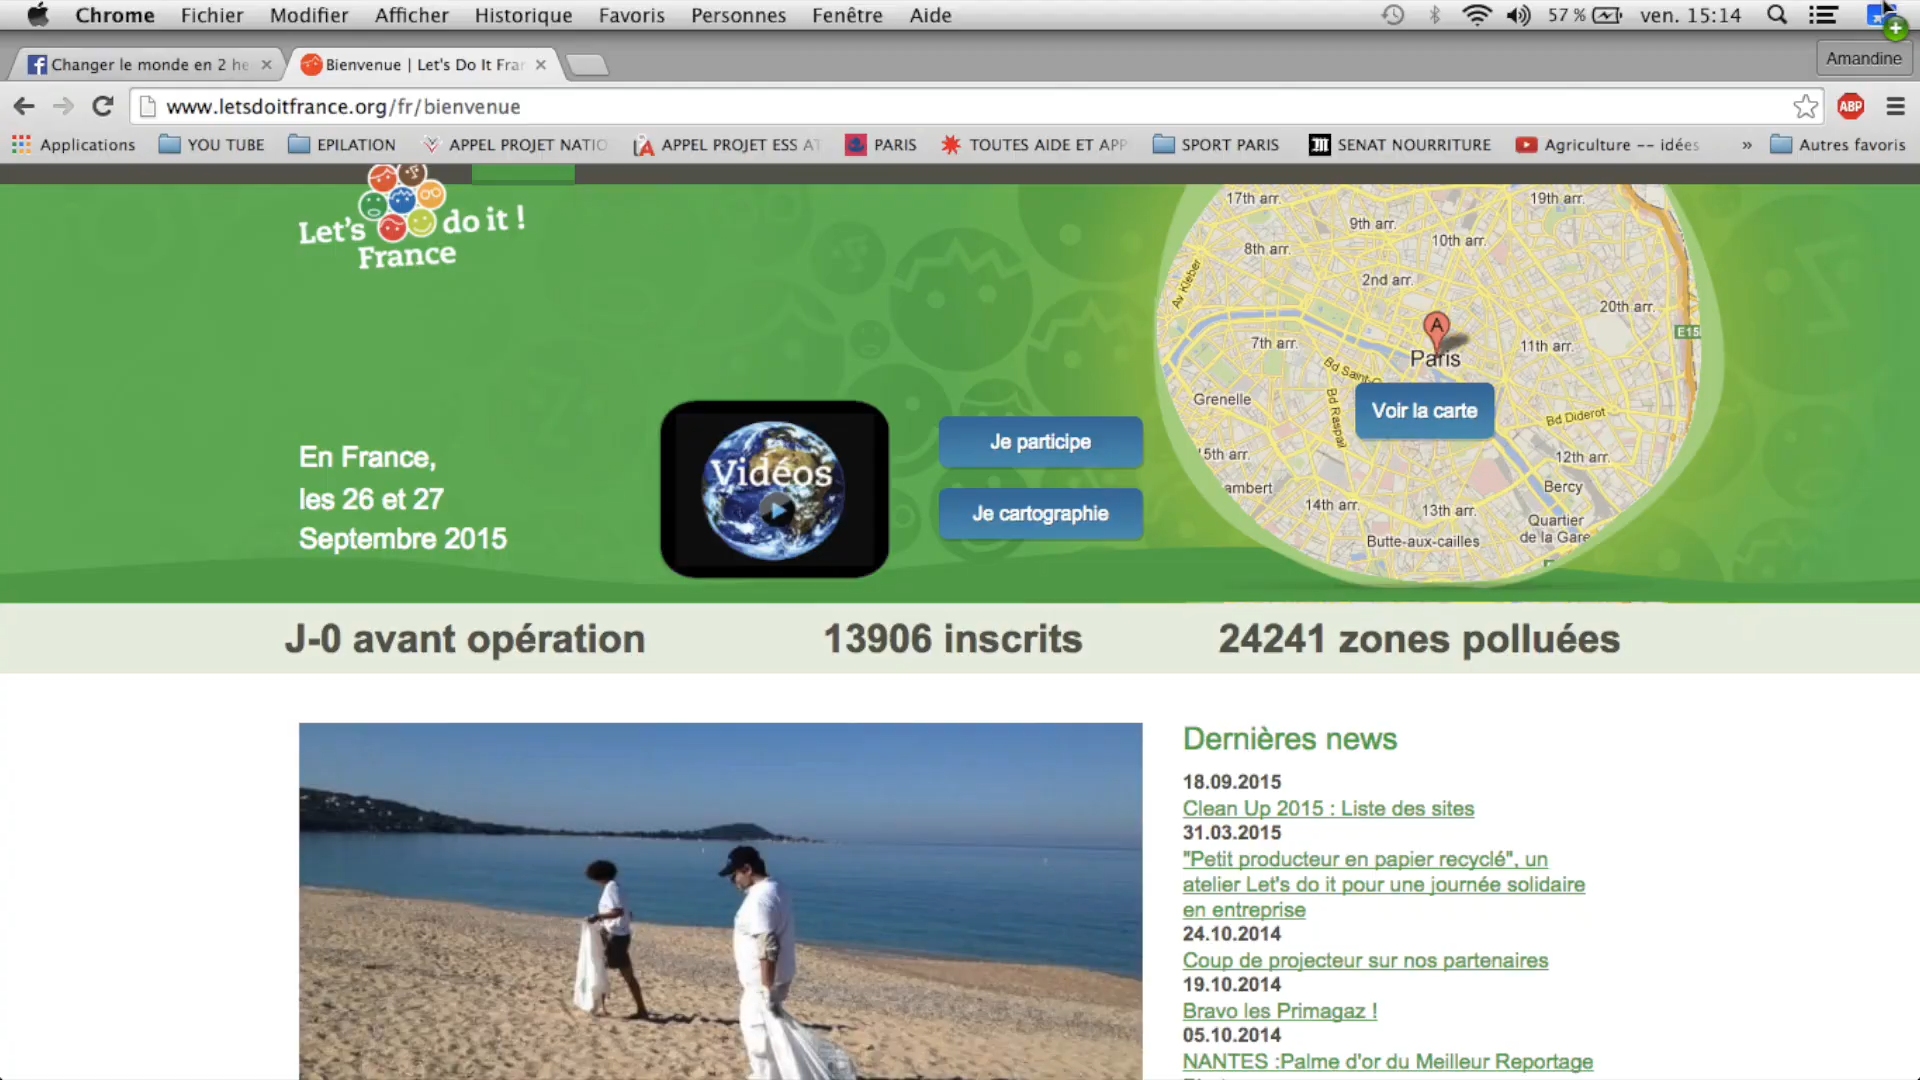 Chrome Fichier Modifier Afficher Historique Favoris Personnes Fenêtre Aide 57 % ven. 15:14
Changer le monde en 2 he Bienvenue | Let's Do It Fra Amandine
www.letsdoitfrance.org/fr/bienvenue ABP
Applications YOU TUBE EPILATION APPEL PROJET NATIO APPEL PROJET ESS AT PARIS TOUTES AIDE ET APP SPORT PARIS SENAT NOURRITURE Agriculture -- idées » Autres favoris
Let's do it !
France
17th arr. 19th arr.
9th arr.
10th arr.
8th arr.
Av Kleber
2nd arr.
20th arr.
A
E15
7th arr.
11th arr.
Paris
Bd Saint-G
Grenelle
Bd Raspail
Voir la carte
Bd Diderot
15th arr.
12th arr.
ambert
Bercy
14th arr.
13th arr.
Quartier
de la Gare
Butte-aux-cailles
En France,
les 26 et 27
Septembre 2015
Vidéos
Je participe
Je cartographie
J-0 avant opération 13906 inscrits 24241 zones polluées
Dernières news
18.09.2015
Clean Up 2015 : Liste des sites
31.03.2015
"Petit producteur en papier recyclé", un
atelier Let's do it pour une journée solidaire
en entreprise
24.10.2014
Coup de projecteur sur nos partenaires
19.10.2014
Bravo les Primagaz !
05.10.2014
NANTES :Palme d'or du Meilleur Reportage